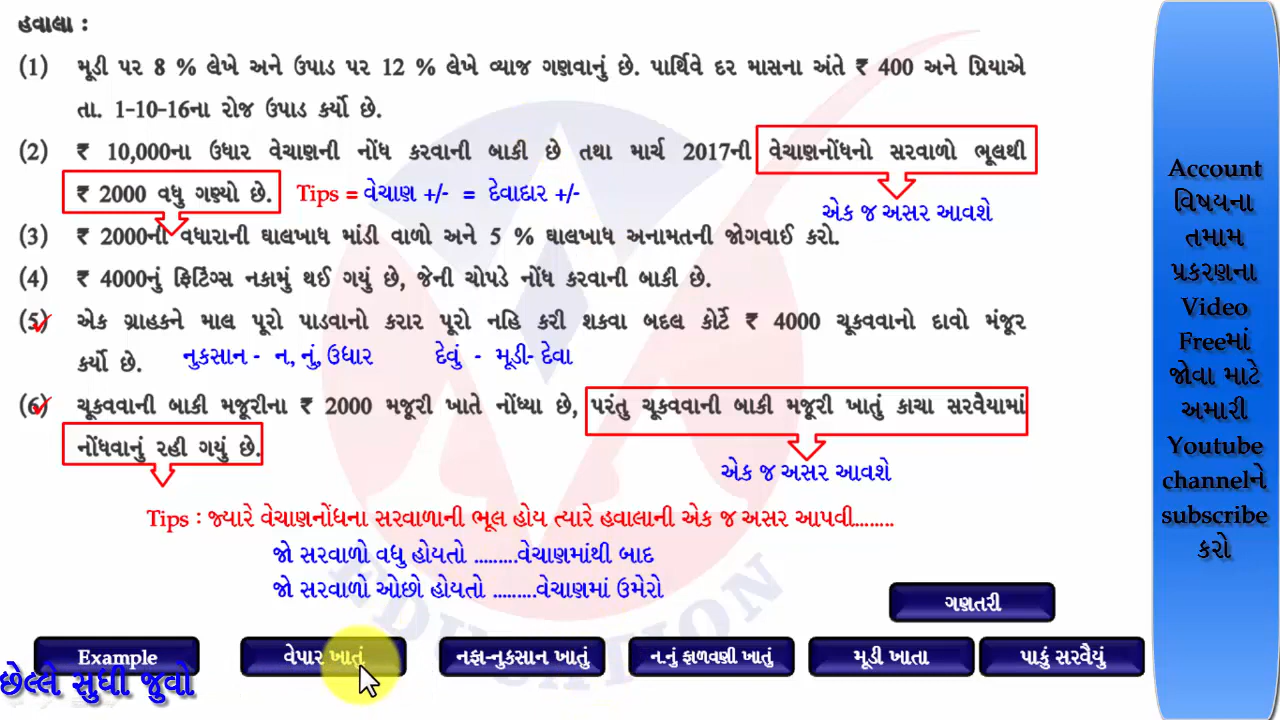 હવાલા :
(1) મૂડી પર 8 % લેખે અને ઉપાડ પર 12 % લેખે વ્યાજ ગણવાનું છે. પાર્થિવે દર માસના અંતે ₹ 400 અને પ્રિયાએ
તા. 1-10-16ના રોજ ઉપાડ કર્યો છે.
(2) ₹ 10,000ના ઉધાર વેચાણની નોંધ કરવાની બાકી છે તથા માર્ચ 2017ની વેચાણનોંધનો સરવાળો ભૂલથી
₹ 2000 વધુ ગણ્યો છે. Tips = વેચાણ +/- = દેવાદાર +/-
એક જ અસર આવશે
(3) ₹ 2000ની વધારાની ઘાલખાધ માંડી વાળો અને 5 % ઘાલખાધ અનામતની જોગવાઈ કરો.
(4) ₹ 4000નું ફિટિંગ્સ નકામું થઈ ગયું છે, જેની ચોપડે નોંધ કરવાની બાકી છે.
(5) એક ગ્રાહકને માલ પૂરો પાડવાનો કરાર પૂરો નહિ કરી શકવા બદલ કોર્ટે ₹ 4000 ચૂકવવાનો દાવો મંજૂર
કર્યો છે. નુકસાન - ન, નું, ઉધાર દેવું - મૂડી- દેવા
(6) ચૂકવવાની બાકી મજૂરીના ₹ 2000 મજૂરી ખાતે નોંધ્યા છે, પરંતુ ચૂકવવાની બાકી મજૂરી ખાતું કાચા સરવૈયામાં
નોંધવાનું રહી ગયું છે.
એક જ અસર આવશે
Tips : જ્યારે વેચાણનોંધના સરવાળાની ભૂલ હોય ત્યારે હવાલાની એક જ અસર આપવી........
જો સરવાળો વધુ હોયતો .........વેચાણમાંથી બાદ
જો સરવાળો ઓછો હોયતો .........વેચાણમાં ઉમેરો
EDUCATION
ગણતરી
Example વેપાર ખાતું નફા-નુકસાન ખાતું ન.નું ફાળવણી ખાતું મૂડી ખાતા પાકું સરવૈયું
છેલ્લે સુધી જુવો
Account
વિષયના
તમામ
પ્રકરણના
Video
Freeમાં
જોવા માટે
અમારી
Youtube
channelને
subscribe
કરો